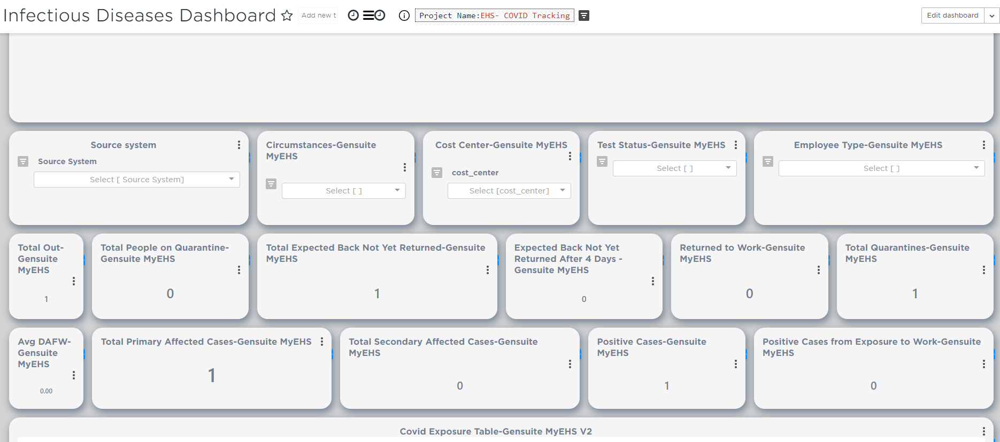 Infectious Diseases Dashboard
Add new t
Project Name:EHS- COVID Tracking
Edit dashboard
Source system
Source System
Select [ Source System]
Circumstances-Gensuite
MyEHS
Select [ ]
Cost Center-Gensuite MyEHS
cost_center
Select [cost_center]
Test Status-Gensuite MyEHS
Select [ ]
Employee Type-Gensuite MyEHS
Select [ ]
Total Out-
Gensuite
MyEHS
1
Total People on Quarantine-
Gensuite MyEHS
0
Total Expected Back Not Yet Returned-Gensuite
MyEHS
1
Expected Back Not Yet
Returned After 4 Days -
Gensuite MyEHS
0
Returned to Work-Gensuite
MyEHS
0
Total Quarantines-Gensuite
MyEHS
1
Avg DAFW-
Gensuite
MyEHS
0.00
Total Primary Affected Cases-Gensuite MyEHS
1
Total Secondary Affected Cases-Gensuite
MyEHS
0
Positive Cases-Gensuite
MyEHS
1
Positive Cases from Exposure to Work-Gensuite
MyEHS
0
Covid Exposure Table-Gensuite MyEHS V2